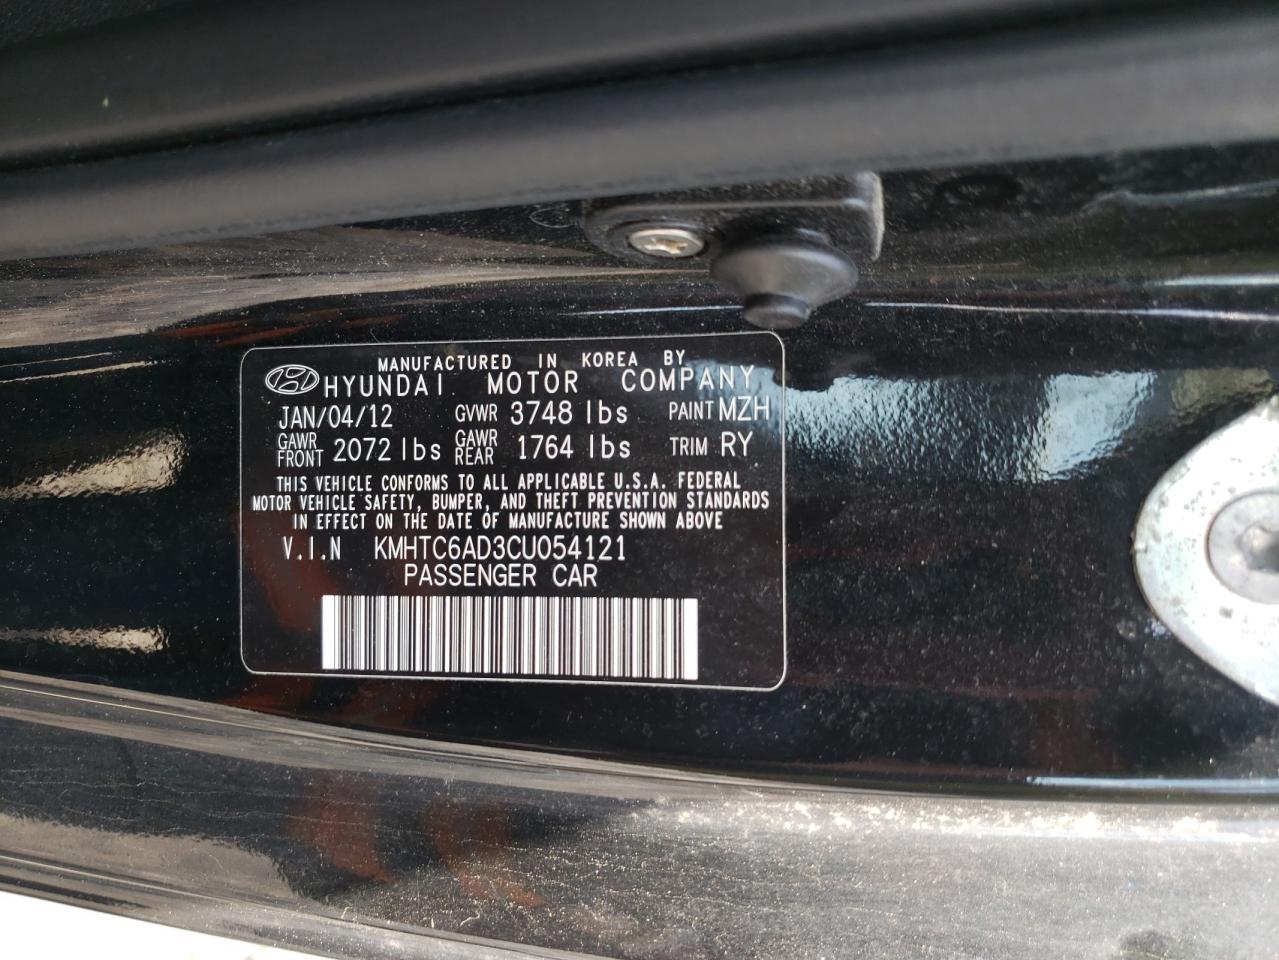 MANUFACTURED IN KOREA BY
HYUNDAI MOTOR COMPANY
JAN/04/12 GVWR 3748 lbs PAINT MZH
GAWR FRONT 2072 lbs GAWR REAR 1764 lbs TRIM RY
THIS VEHICLE CONFORMS TO ALL APPLICABLE U.S.A. FEDERAL
MOTOR VEHICLE SAFETY, BUMPER, AND THEFT PREVENTION STANDARDS
IN EFFECT ON THE DATE OF MANUFACTURE SHOWN ABOVE
V.I.N KMHTC6AD3CU054121
PASSENGER CAR